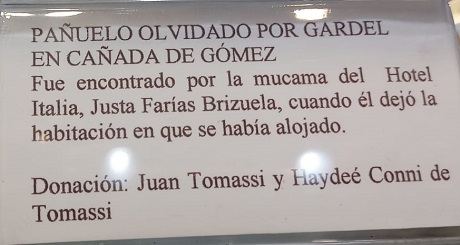 PAÑUELO OLVIDADO POR GARDEL
EN CAÑADA DE GÓMEZ
Fue encontrado por la mucama del Hotel
Italia, Justa Farías Brizuela, cuando él dejó la
habitación en que se había alojado.
Donación: Juan Tomassi y Haydeé Conni de
Tomassi